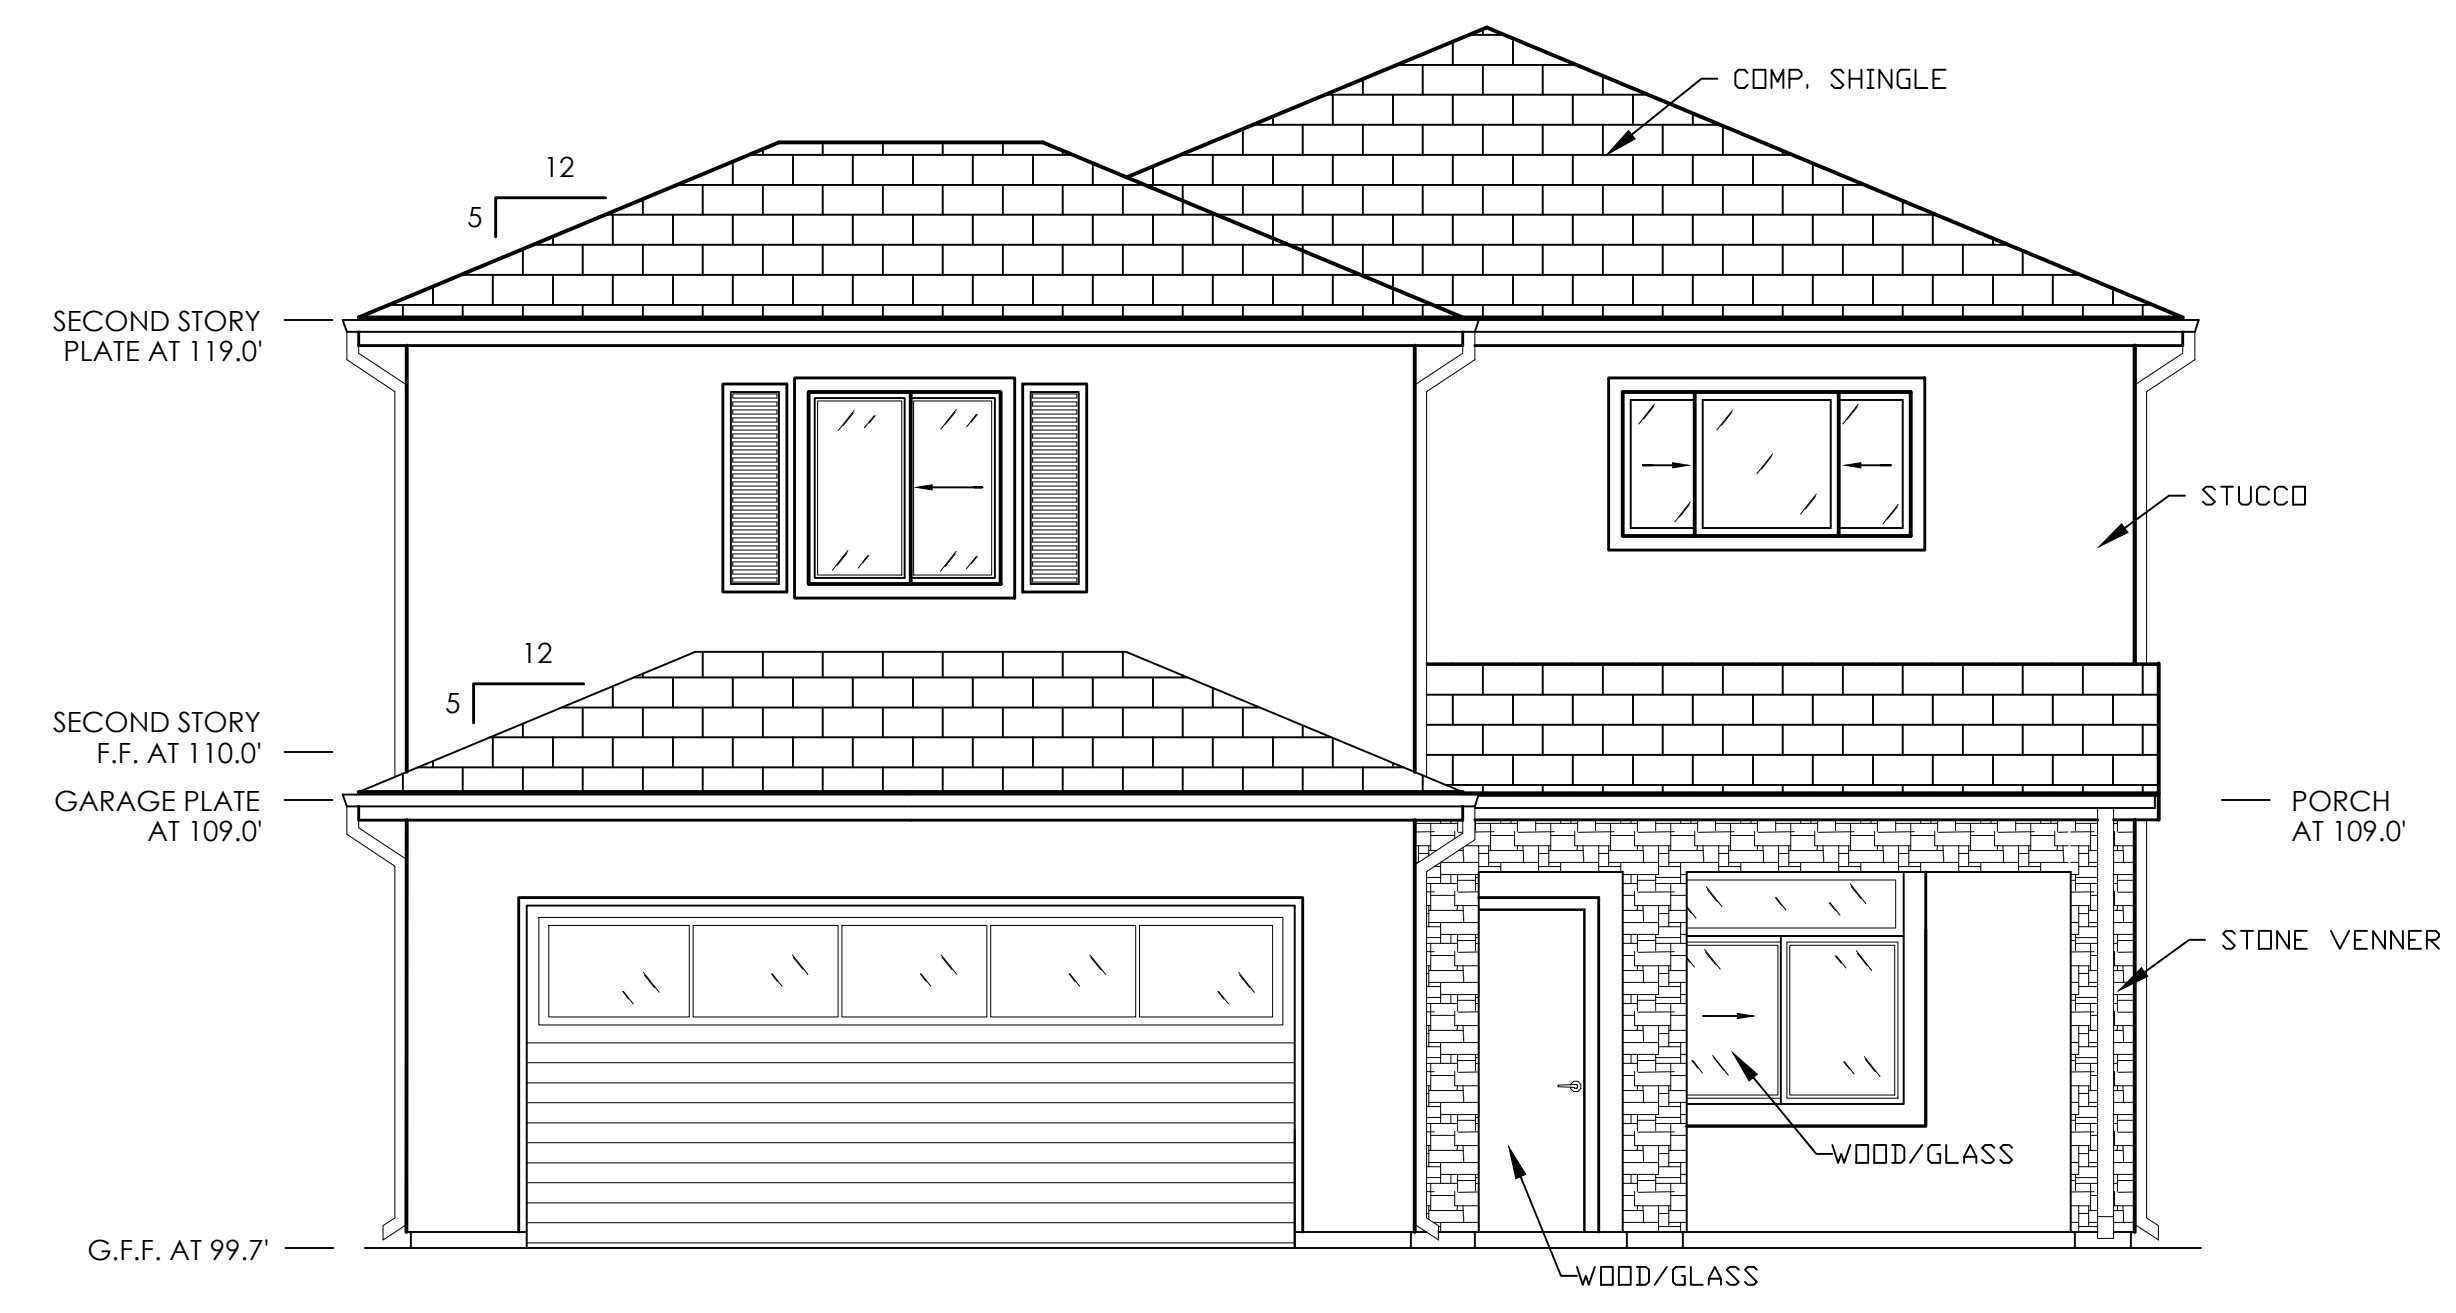 COMP. SHINGLE
12
5
SECOND STORY
PLATE AT 119.0'
STUCCO
12
5
SECOND STORY
F.F. AT 110.0'
GARAGE PLATE
AT 109.0'
PORCH
AT 109.0'
STONE VENNER
WOOD/GLASS
G.F.F. AT 99.7'
WOOD/GLASS